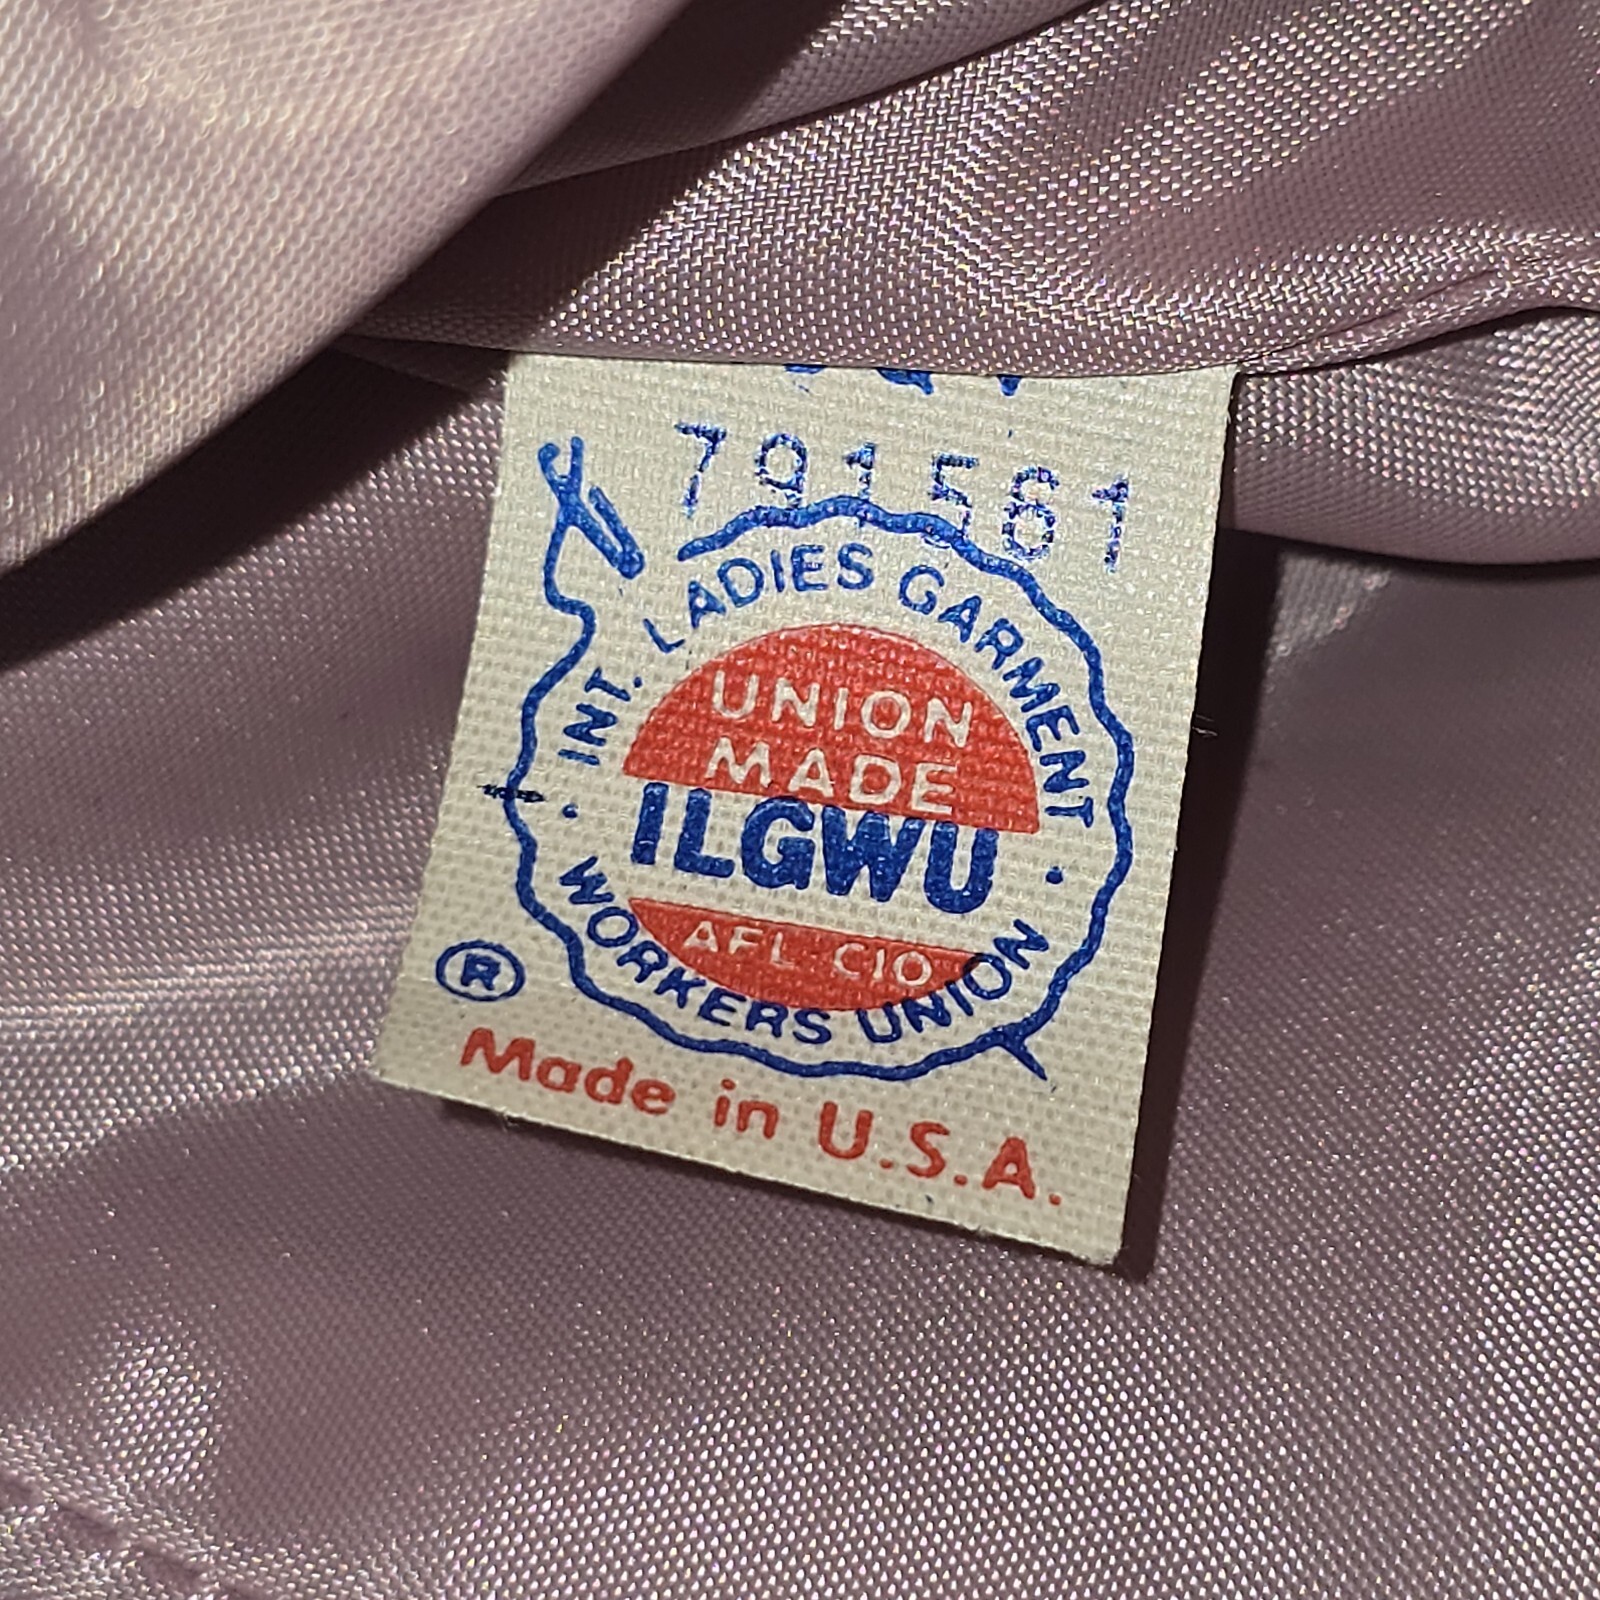 791561
INT. LADIES GARMENT
UNION
MADE
ILGWU
AFL CIO
WORKERS UNION
®
Made in U.S.A.